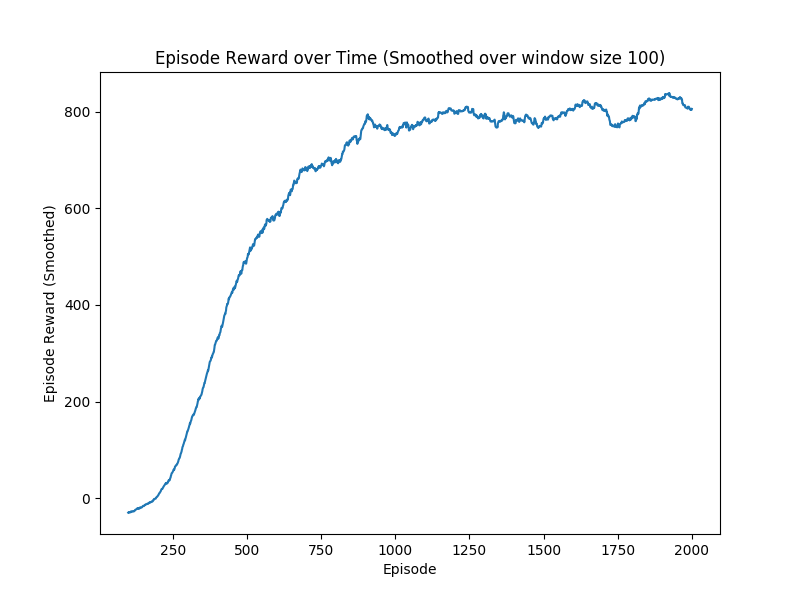 Episode Reward over Time (Smoothed over window size 100)
800
600
400
200
0
Episode Reward (Smoothed)
250 500 750 1000 1250 1500 1750 2000
Episode